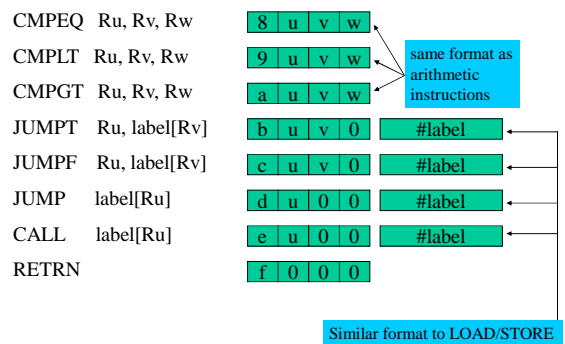 CMPEQ Ru, Rv, Rw 8 u v w
CMPLT Ru, Rv, Rw 9 u v w
CMPGT Ru, Rv, Rw a u v w
same format as
arithmetic
instructions
JUMPT Ru, label[Rv] b u v 0 #label
JUMPF Ru, label[Rv] c u v 0 #label
JUMP label[Ru] d u 0 0 #label
CALL label[Ru] e u 0 0 #label
RETRN f 0 0 0
Similar format to LOAD/STORE